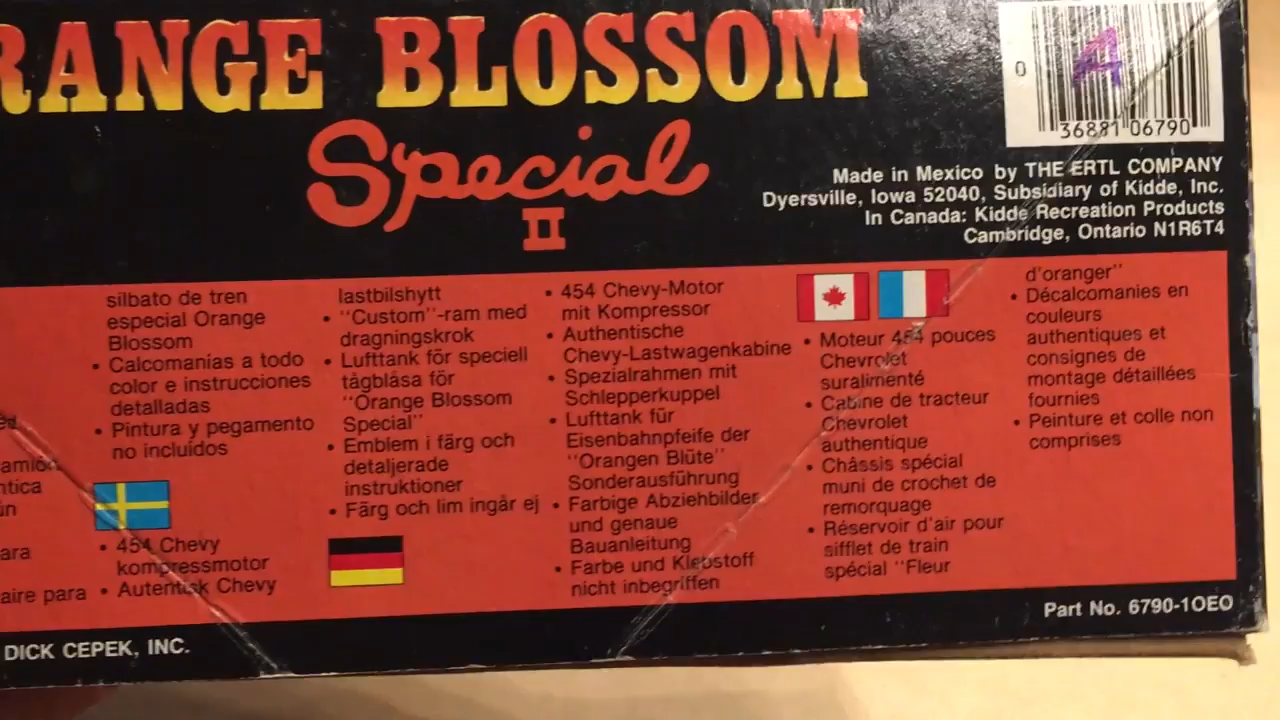 RANGE BLOSSOM
Special
II
0
36881 06790
Made in Mexico by THE ERTL COMPANY
Dyersville, Iowa 52040, Subsidiary of Kidde, Inc.
In Canada: Kidde Recreation Products
Cambridge, Ontario N1R6T4
ara
aire para
silbato de tren
especial Orange
Blossom
• Calcomanías a todo
color e instrucciones
detalladas
• Pintura y pegamento
no incluídos
• 454 Chevy
kompressmotor
• Autentisk Chevy
lastbilshytt
• "Custom"-ram med
dragningskrok
• Lufttank för speciell
tågblåsa för
"Orange Blossom
Special"
• Emblem i färg och
detaljerade
instruktioner
• Färg och lim ingår ej
• 454 Chevy-Motor
mit Kompressor
• Authentische
Chevy-Lastwagenkabine
• Spezialrahmen mit
Schlepperkuppel
• Lufttank für
Eisenbahnpfeife der
"Orangen Blüte"
Sonderausführung
• Farbige Abziehbilder
und genaue
Bauanleitung
• Farbe und Klebstoff
nicht inbegriffen
• Moteur 454 pouces
Chevrolet
suralimenté
• Cabine de tracteur
Chevrolet
authentique
• Châssis spécial
muni de crochet de
remorquage
• Réservoir d'air pour
sifflet de train
spécial "Fleur
d'oranger"
• Décalcomanies en
couleurs
authentiques et
consignes de
montage détaillées
fournies
• Peinture et colle non
comprises
DICK CEPEK, INC.
Part No. 6790-1OEO